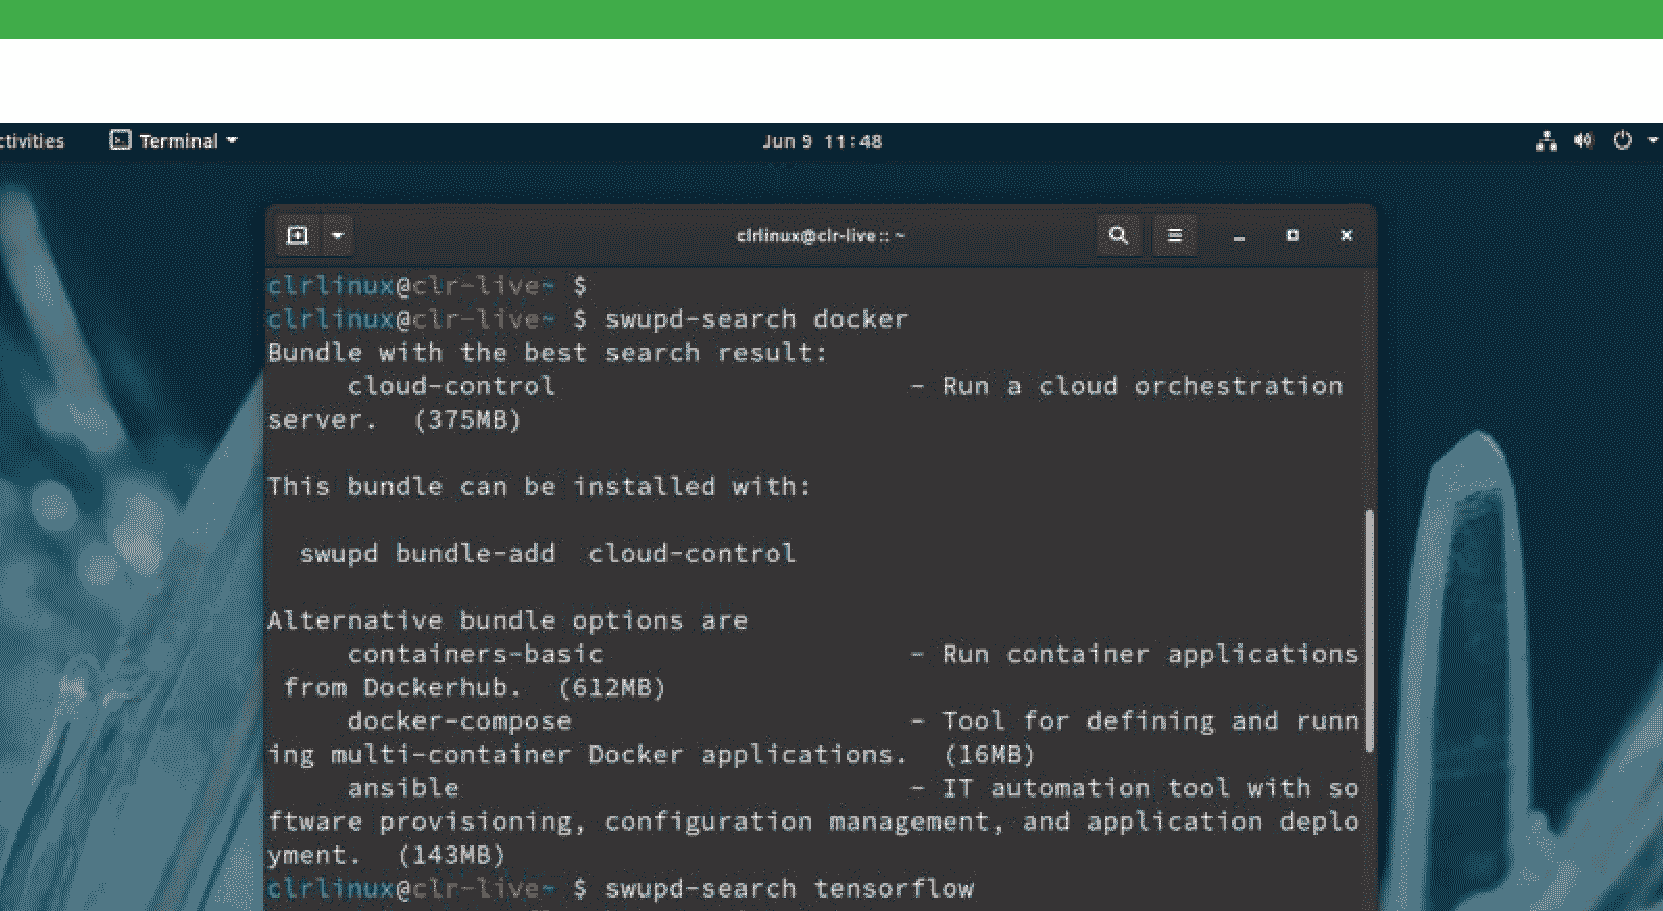 ctivities Terminal Jun 9 11:48
clrlinux@clr-live:: ~
clrlinux@clr-live~ $
clrlinux@clr-live~ $ swupd-search docker
Bundle with the best search result:
cloud-control - Run a cloud orchestration
server. (375MB)
This bundle can be installed with:
swupd bundle-add cloud-control
Alternative bundle options are
containers-basic - Run container applications
from Dockerhub. (612MB)
docker-compose - Tool for defining and runn
ing multi-container Docker applications. (16MB)
ansible - IT automation tool with so
ftware provisioning, configuration management, and application deplo
yment. (143MB)
clrlinux@clr-live~ $ swupd-search tensorflow